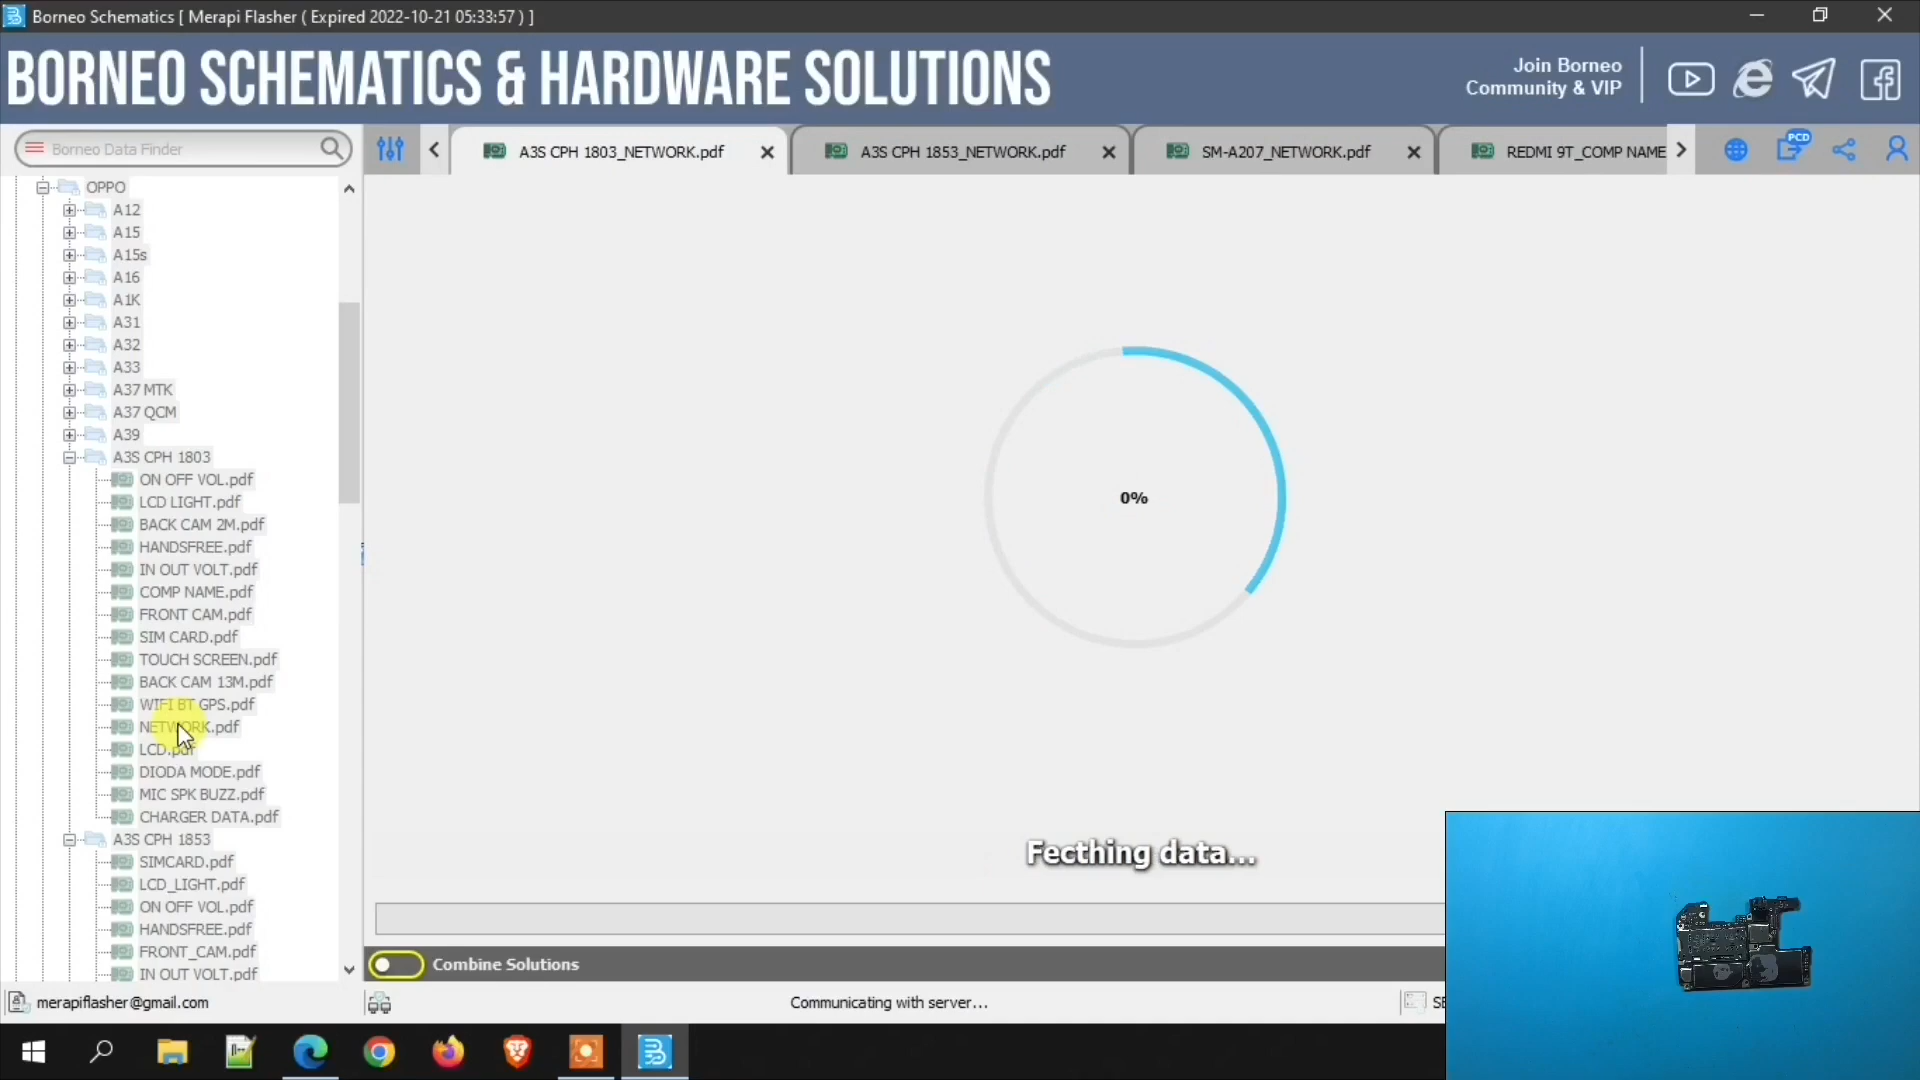 Borneo Schematics [ Merapi Flasher ( Expired 2022-10-21 05:33:57 ) ]
BORNEO SCHEMATICS & HARDWARE SOLUTIONS
Join Borneo
Community & VIP
Borneo Data Finder
A3S CPH 1803_NETWORK.pdf
A3S CPH 1853_NETWORK.pdf
SM-A207_NETWORK.pdf
REDMI 9T_COMP NAME
PCD
OPPO
A12
A15
A15s
A16
A1K
A31
A32
A33
A37 MTK
A37 QCM
A39
A3S CPH 1803
ON OFF VOL.pdf
LCD LIGHT.pdf
BACK CAM 2M.pdf
HANDSFREE.pdf
IN OUT VOLT.pdf
COMP NAME.pdf
FRONT CAM.pdf
SIM CARD.pdf
TOUCH SCREEN.pdf
BACK CAM 13M.pdf
WIFI BT GPS.pdf
NETWORK.pdf
LCD.pdf
DIODA MODE.pdf
MIC SPK BUZZ.pdf
CHARGER DATA.pdf
A3S CPH 1853
SIMCARD.pdf
LCD_LIGHT.pdf
ON OFF VOL.pdf
HANDSFREE.pdf
FRONT_CAM.pdf
IN OUT VOLT.pdf
0%
Fecthing data...
Combine Solutions
merapiflasher@gmail.com
Communicating with server...